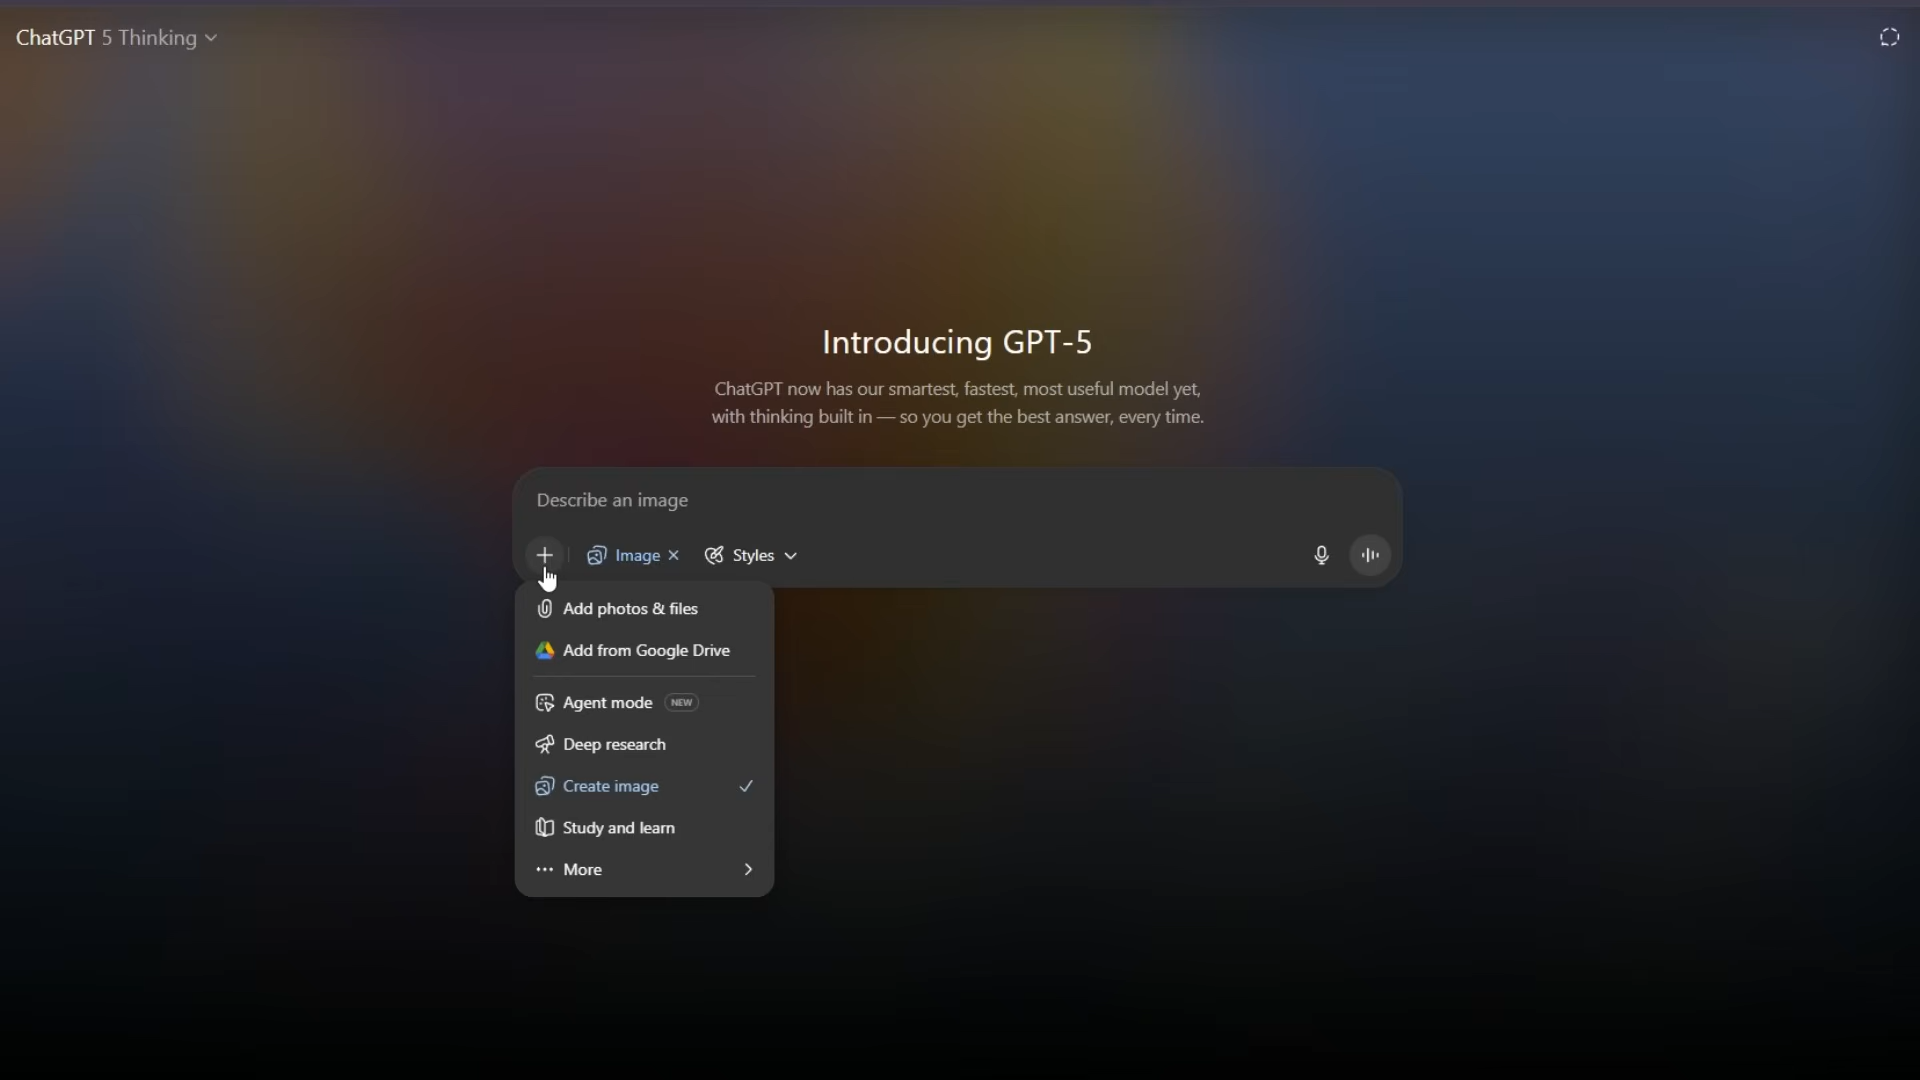 ChatGPT 5 Thinking
Introducing GPT-5
ChatGPT now has our smartest, fastest, most useful model yet,
with thinking built in — so you get the best answer, every time.
Describe an image
Image
Styles
Add photos & files
Add from Google Drive
Agent mode NEW
Deep research
Create image
Study and learn
More